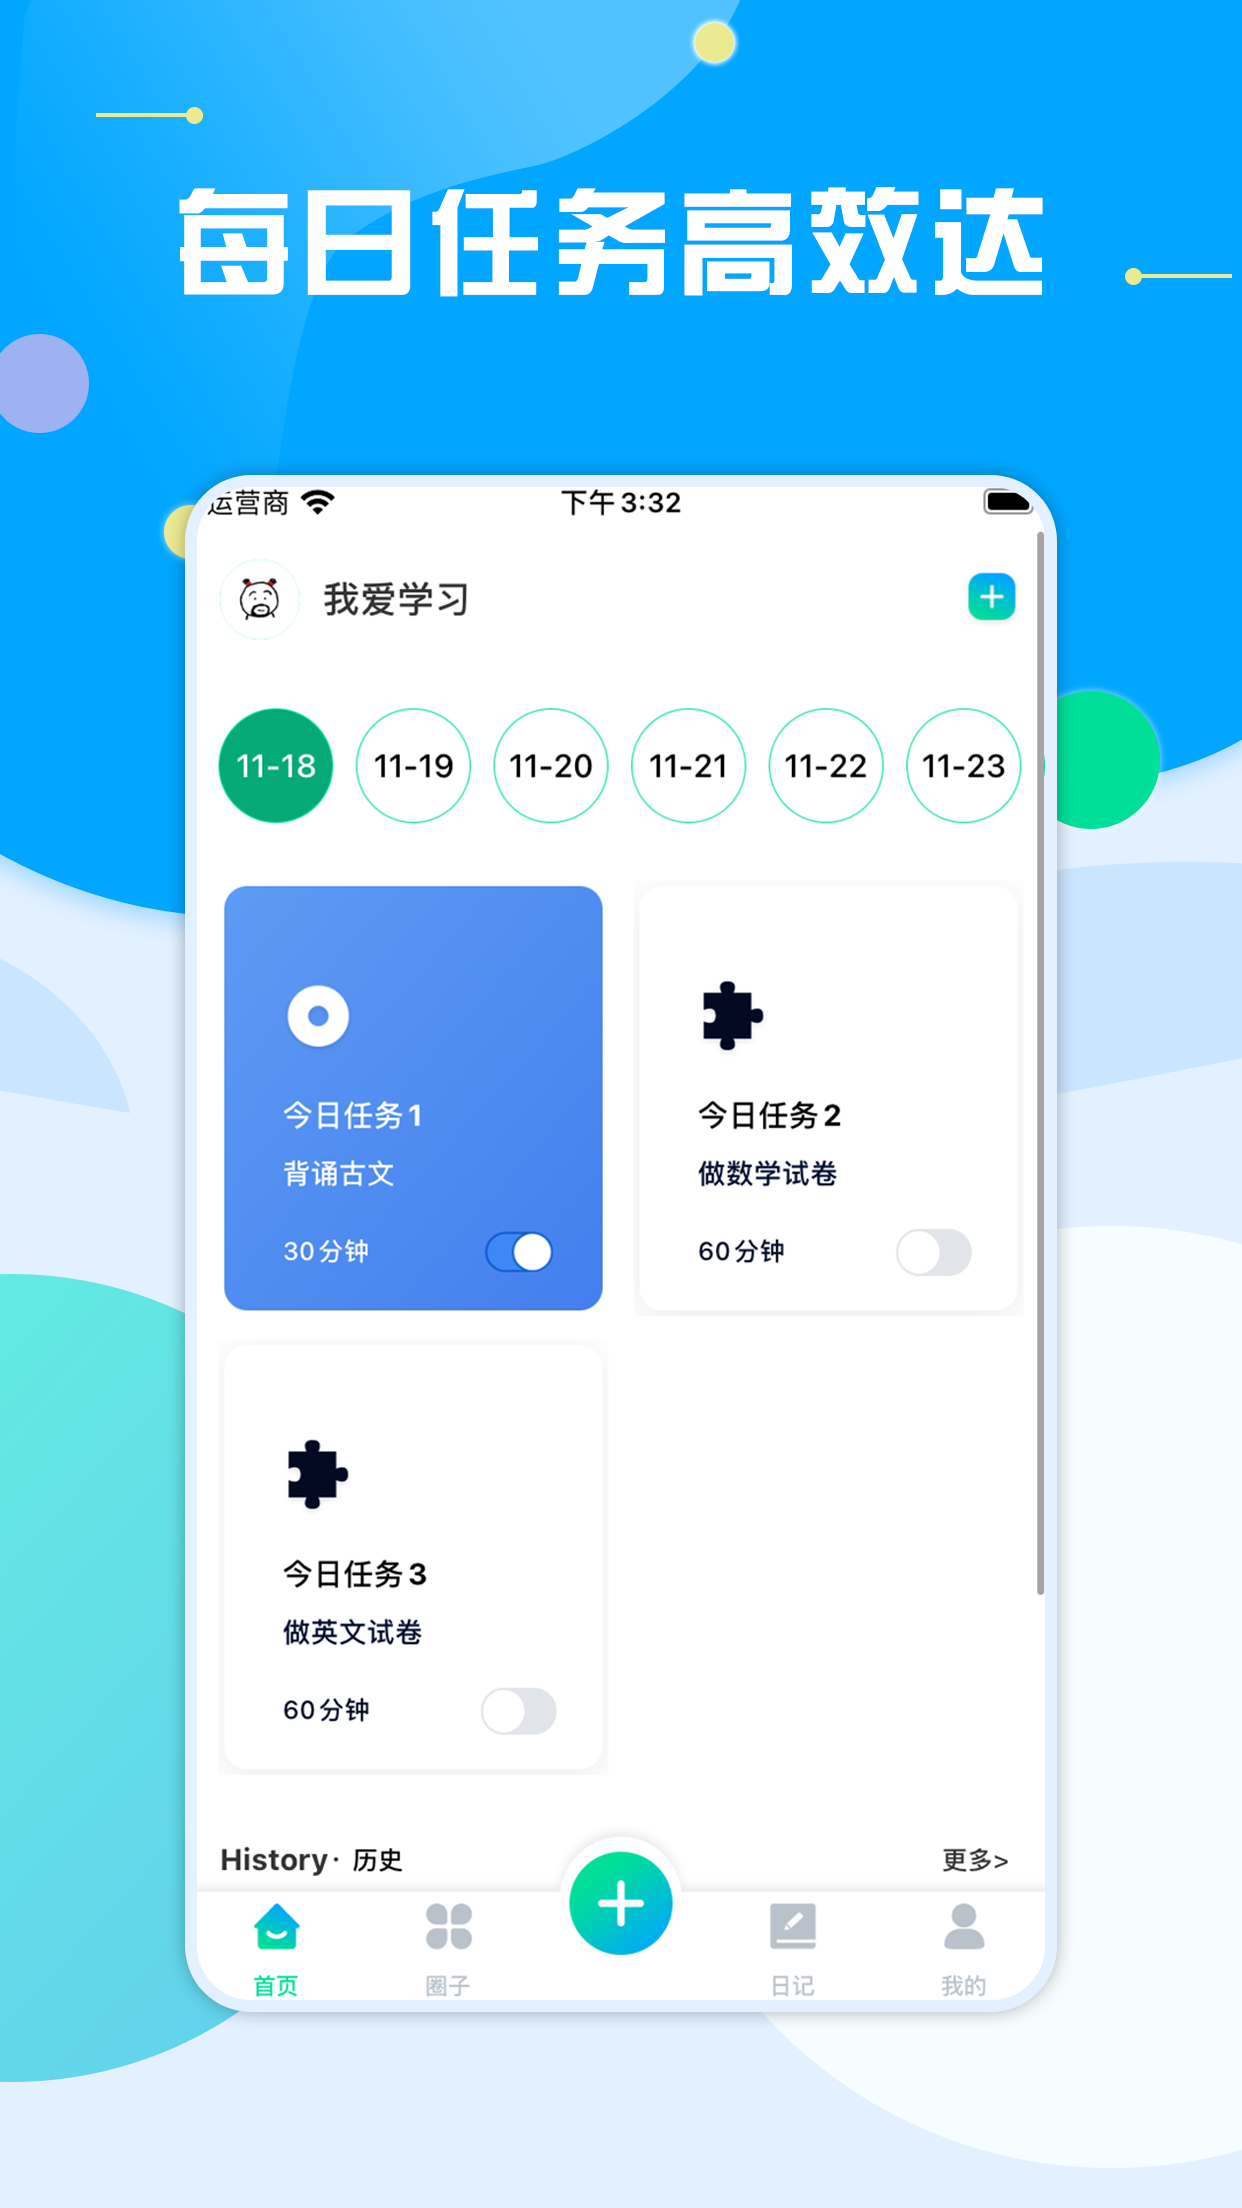 每日任务高效达
运营商 下午3:32
我爱学习
11-18 11-19 11-20 11-21 11-22 11-23
今日任务1 今日任务2
背诵古文 做数学试卷
30分钟 60分钟
今日任务3
做英文试卷
60分钟
History· 历史 更多>
首页 圈子 日记 我的